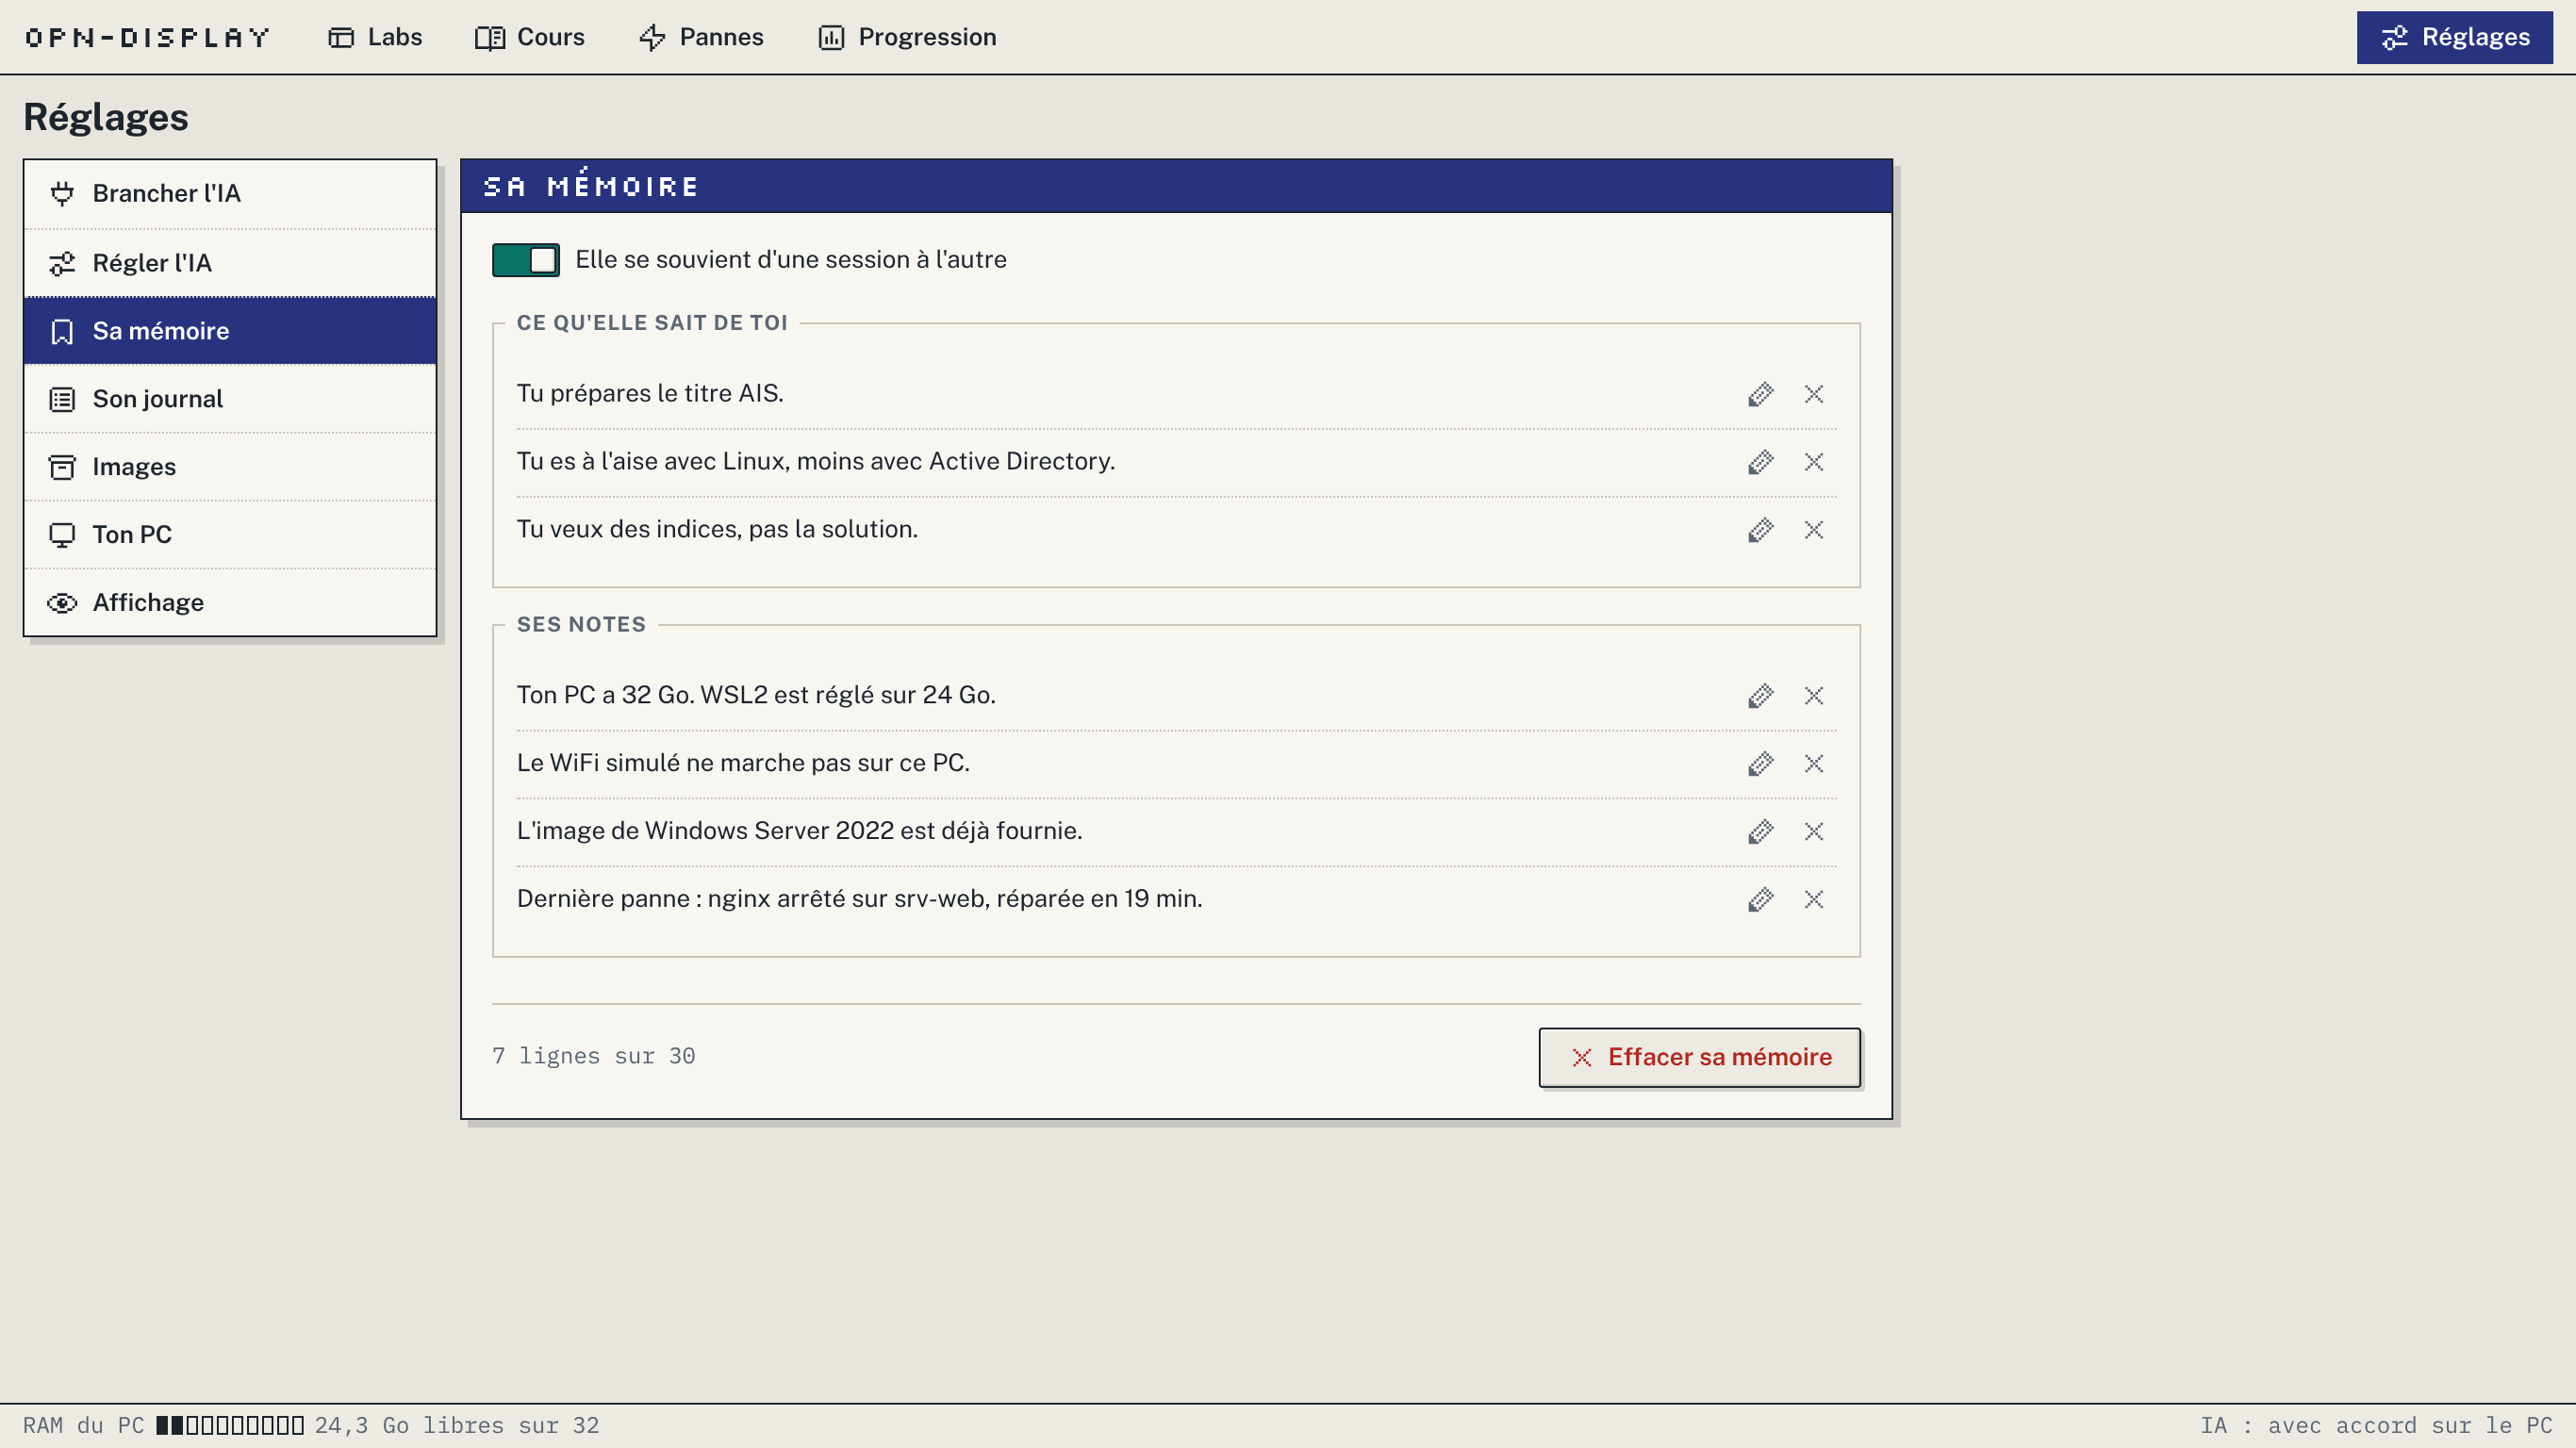 OPN-DISPLAY
Labs
Cours
Pannes
Progression
Réglages
Réglages
Brancher l'IA
Régler l'IA
Sa mémoire
Son journal
Images
Ton PC
Affichage
SA MÉMOIRE
Elle se souvient d'une session à l'autre
CE QU'ELLE SAIT DE TOI
Tu prépares le titre AIS.
Tu es à l'aise avec Linux, moins avec Active Directory.
Tu veux des indices, pas la solution.
SES NOTES
Ton PC a 32 Go. WSL2 est réglé sur 24 Go.
Le WiFi simulé ne marche pas sur ce PC.
L'image de Windows Server 2022 est déjà fournie.
Dernière panne : nginx arrêté sur srv-web, réparée en 19 min.
7 lignes sur 30
Effacer sa mémoire
RAM du PC 24,3 Go libres sur 32
IA : avec accord sur le PC